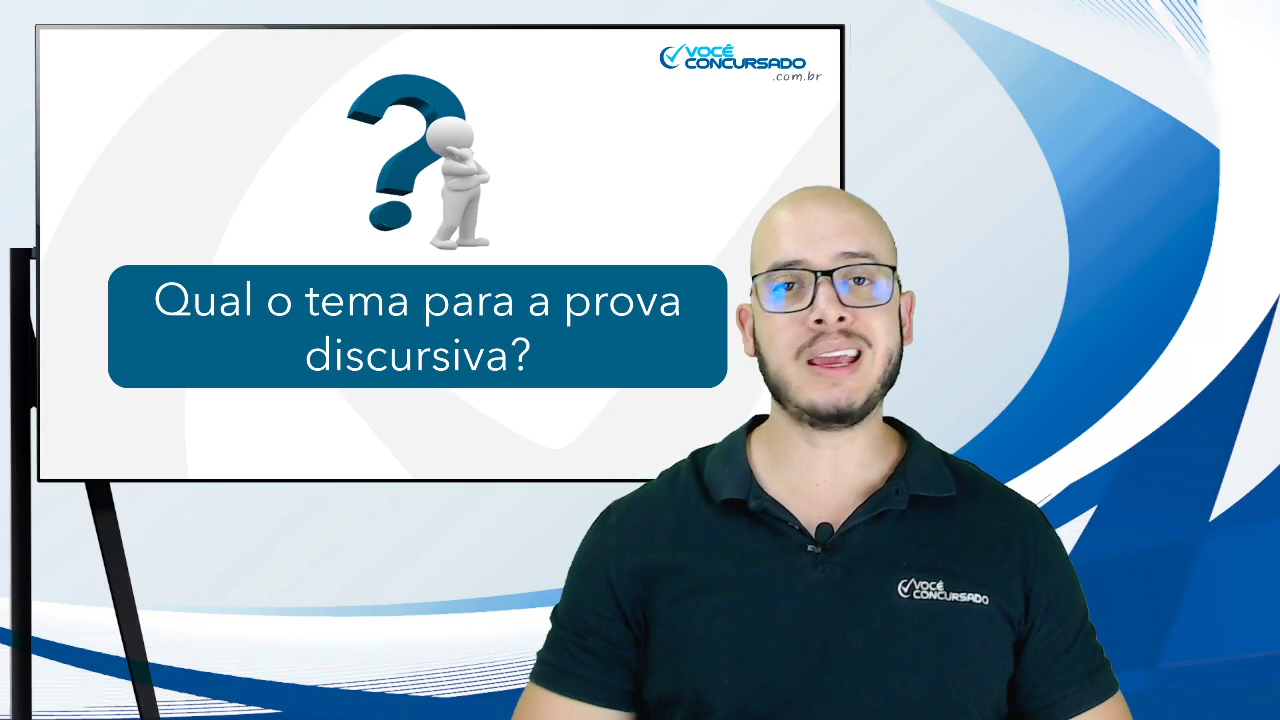 VOCÊ
CONCURSADO
.com.br
Qual o tema para a prova
discursiva?
VOCÊ
CONCURSADO